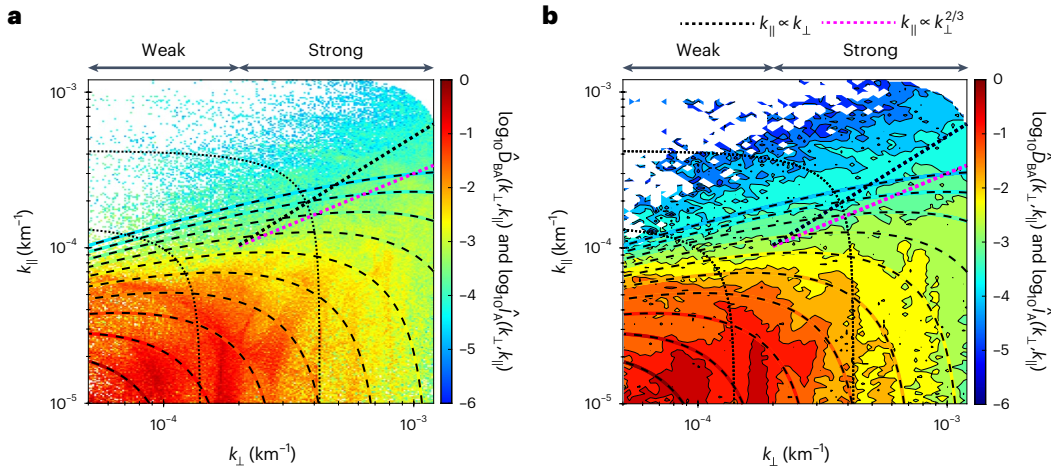 a
Weak Strong
10⁻³
10⁻⁴
10⁻⁵
k∥ (km⁻¹)
10⁻⁴ 10⁻³
k⊥ (km⁻¹)
0
−1
−2
−3
−4
−5
−6
log₁₀D̂BA(k⊥,k∥) and log₁₀ÎA(k⊥,k∥)
b
k∥ ∝ k⊥ k∥ ∝ k⊥^2/3
Weak Strong
10⁻³
10⁻⁴
10⁻⁵
k∥ (km⁻¹)
10⁻⁴ 10⁻³
k⊥ (km⁻¹)
0
−1
−2
−3
−4
−5
−6
log₁₀D̂BA(k⊥,k∥) and log₁₀ÎA(k⊥,k∥)